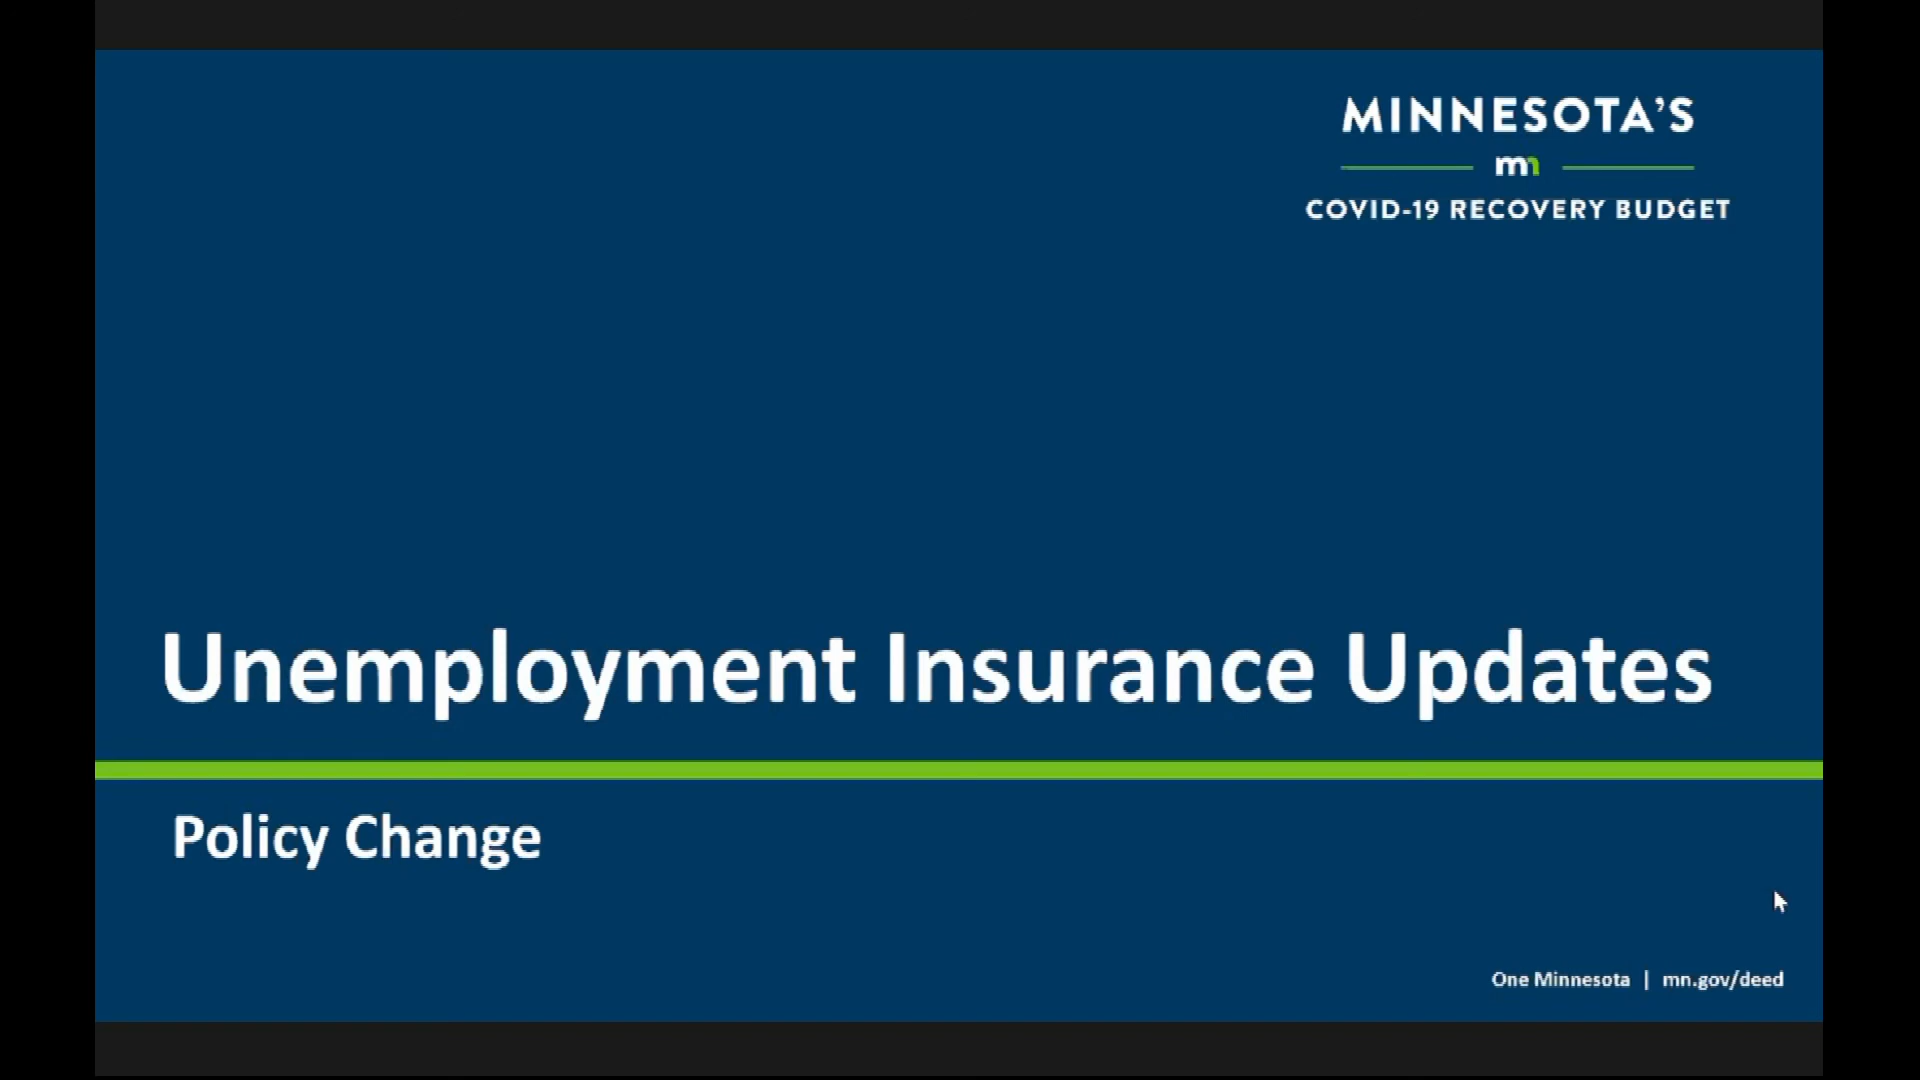 MINNESOTA'S
mn
COVID-19 RECOVERY BUDGET
Unemployment Insurance Updates
Policy Change
One Minnesota | mn.gov/deed